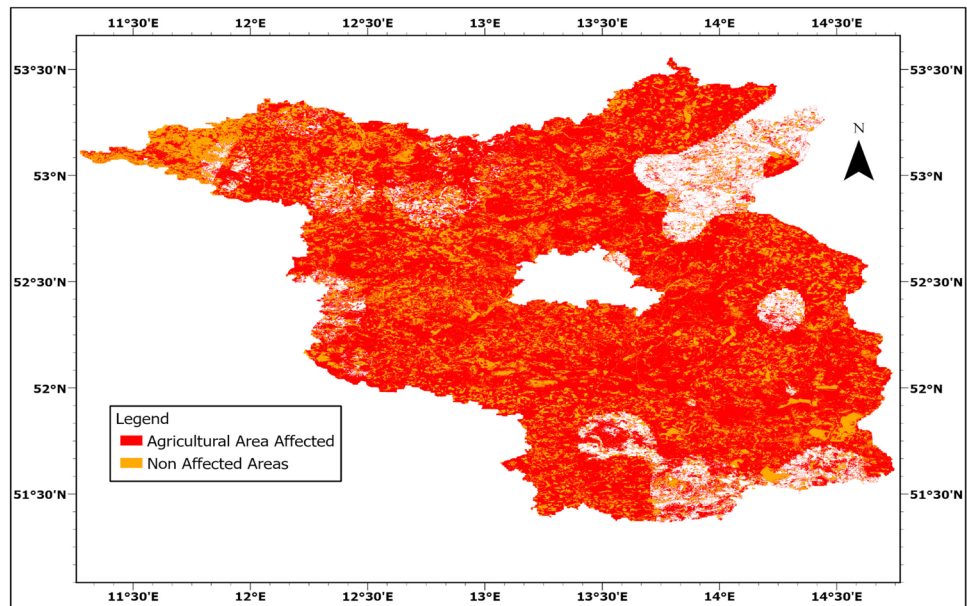 11°30'E 12°E 12°30'E 13°E 13°30'E 14°E 14°30'E
53°30'N 53°30'N
N
53°N 53°N
52°30'N 52°30'N
52°N 52°N
Legend
Agricultural Area Affected
Non Affected Areas
51°30'N 51°30'N
11°30'E 12°E 12°30'E 13°E 13°30'E 14°E 14°30'E